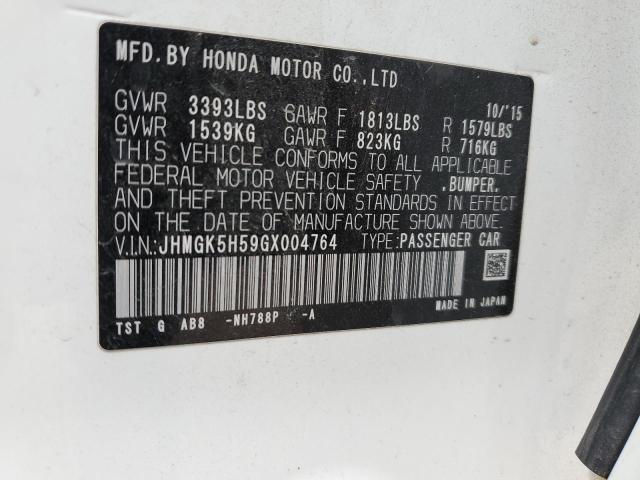 MFD. BY HONDA MOTOR CO., LTD
10/'15
GVWR 3393LBS GAWR F 1813LBS R 1579LBS
GVWR 1539KG GAWR F 823KG R 716KG
THIS VEHICLE CONFORMS TO ALL APPLICABLE
FEDERAL MOTOR VEHICLE SAFETY ,BUMPER,
AND THEFT PREVENTION STANDARDS IN EFFECT
ON THE DATE OF MANUFACTURE SHOWN ABOVE.
V.I.N.: JHMGK5H59GX004764 TYPE: PASSENGER CAR
MADE IN JAPAN
TST G AB8 -NH788P -A